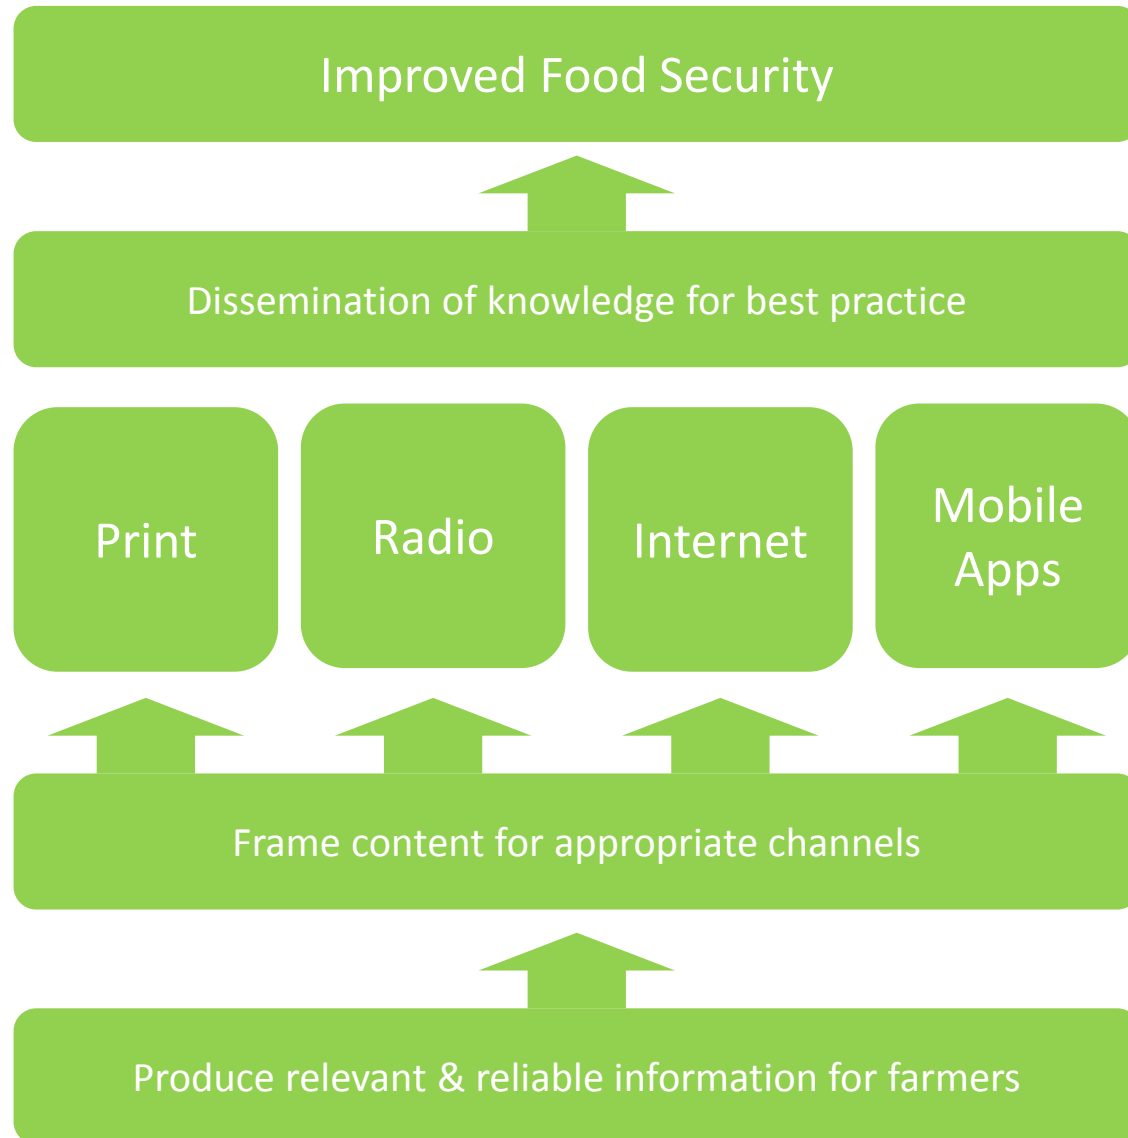 Improved Food Security
Dissemination of knowledge for best practice
Print
Radio
Internet
Mobile
Apps
Frame content for appropriate channels
Produce relevant & reliable information for farmers